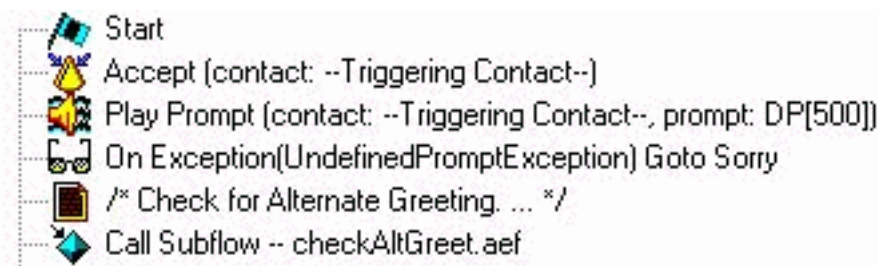 Start
Accept (contact: --Triggering Contact--)
Play Prompt (contact: --Triggering Contact--, prompt: DP[500])
On Exception(UndefinedPromptException) Goto Sorry
/* Check for Alternate Greeting. ... */
Call Subflow -- checkAltGreet.aef